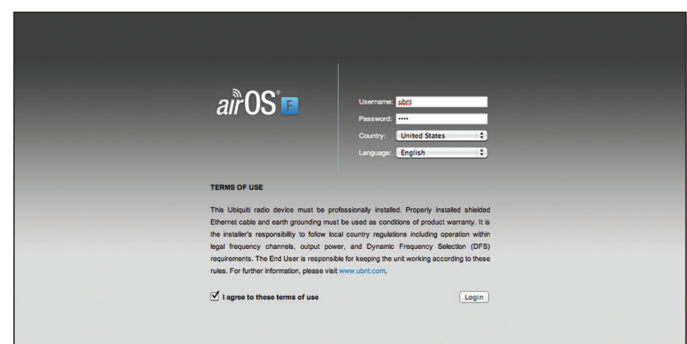 airOS® F
Username: ubnt
Password: ••••
Country: United States
Language: English
TERMS OF USE
This Ubiquiti radio device must be professionally installed. Properly installed shielded
Ethernet cable and earth grounding must be used as conditions of product warranty. It is
the installer's responsibility to follow local country regulations including operation within
legal frequency channels, output power, and Dynamic Frequency Selection (DFS)
requirements. The End User is responsible for keeping the unit working according to these
rules. For further information, please visit www.ubnt.com.
I agree to these terms of use
Login